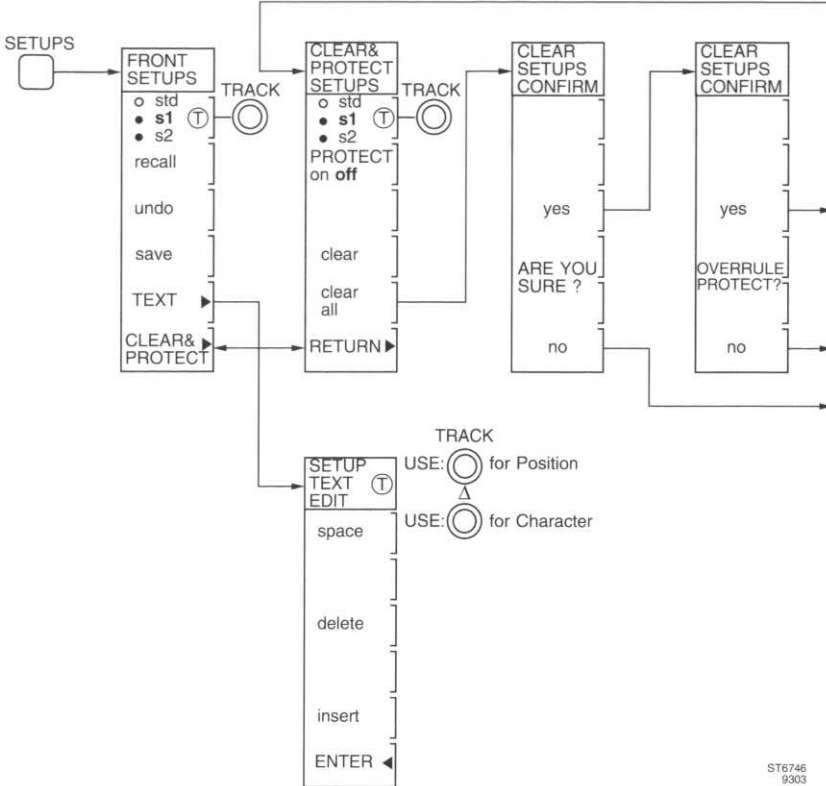 SETUPS
FRONT
SETUPS
○ std
● s1 Ⓣ
● s2
TRACK
recall
undo
save
TEXT ▶
CLEAR& ▶
PROTECT
CLEAR&
PROTECT
SETUPS
○ std
● s1 Ⓣ
● s2
TRACK
PROTECT
on off
clear
clear
all
RETURN ▶
CLEAR
SETUPS
CONFIRM
yes
ARE YOU
SURE ?
no
CLEAR
SETUPS
CONFIRM
yes
OVERRULE
PROTECT?
no
SETUP
TEXT Ⓣ
EDIT
space
delete
insert
ENTER ◀
TRACK
USE: for Position
Δ
USE: for Character
ST6746
9303